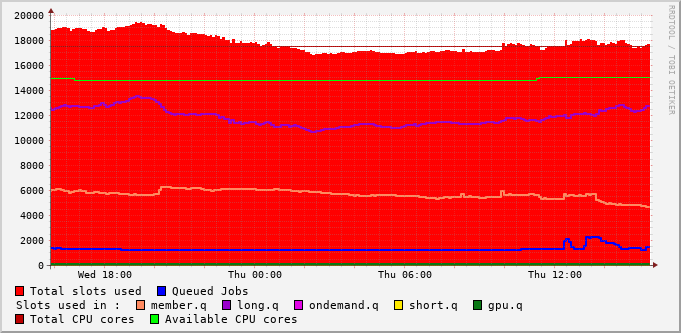 RRDTOOL / TOBI OETIKER
20000
18000
16000
14000
12000
10000
8000
6000
4000
2000
0
Wed 18:00 Thu 00:00 Thu 06:00 Thu 12:00
Total slots used Queued Jobs
Slots used in : member.q long.q ondemand.q short.q gpu.q
Total CPU cores Available CPU cores